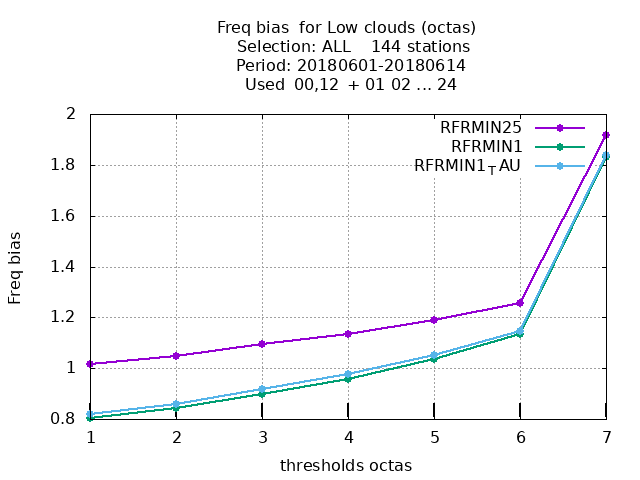 Freq bias  for Low clouds (octas)
Selection: ALL    144 stations
Period: 20180601-20180614
Used  00,12  + 01 02 ... 24
2
1.8
1.6
1.4
1.2
1
0.8
Freq bias
RFRMIN25
RFRMIN1
RFRMIN1TAU
1 2 3 4 5 6 7
thresholds octas